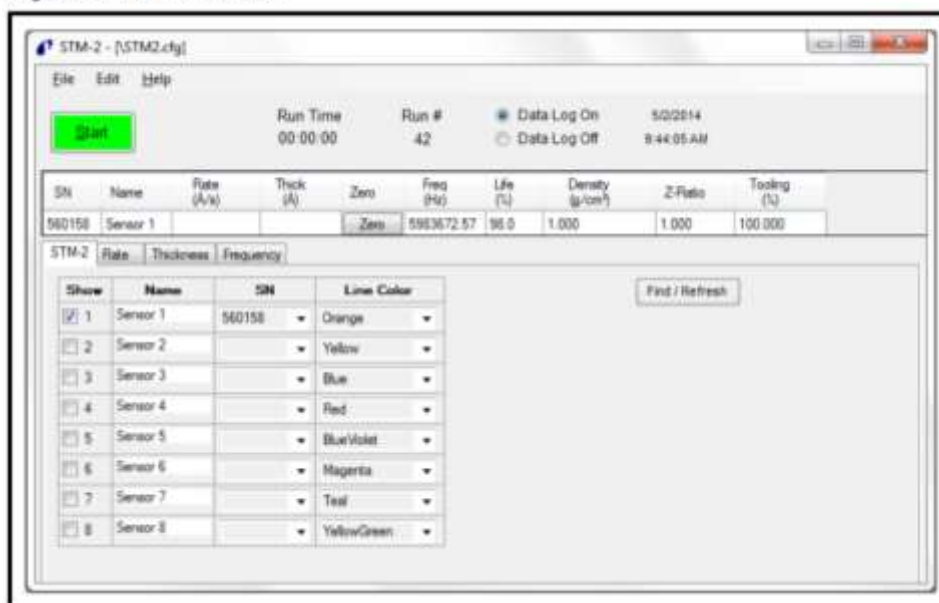 STM-2 - [\STM2.cfg]
File Edit Help
Start
Run Time
00:00:00
Run #
42
Data Log On
Data Log Off
5/2/2014
8:44:05 AM
SN Name Rate (Å/s) Thick (Å) Zero Freq (Hz) Life (%) Density (g/cm³) Z-Ratio Tooling (%)
560158 Sensor 1 Zero 5983672.57 98.0 1.000 1.000 100.000
STM-2 Rate Thickness Frequency
Show Name SN Line Color
1 Sensor 1 560158 Orange
2 Sensor 2 Yellow
3 Sensor 3 Blue
4 Sensor 4 Red
5 Sensor 5 BlueViolet
6 Sensor 6 Magenta
7 Sensor 7 Teal
8 Sensor 8 YellowGreen
Find / Refresh